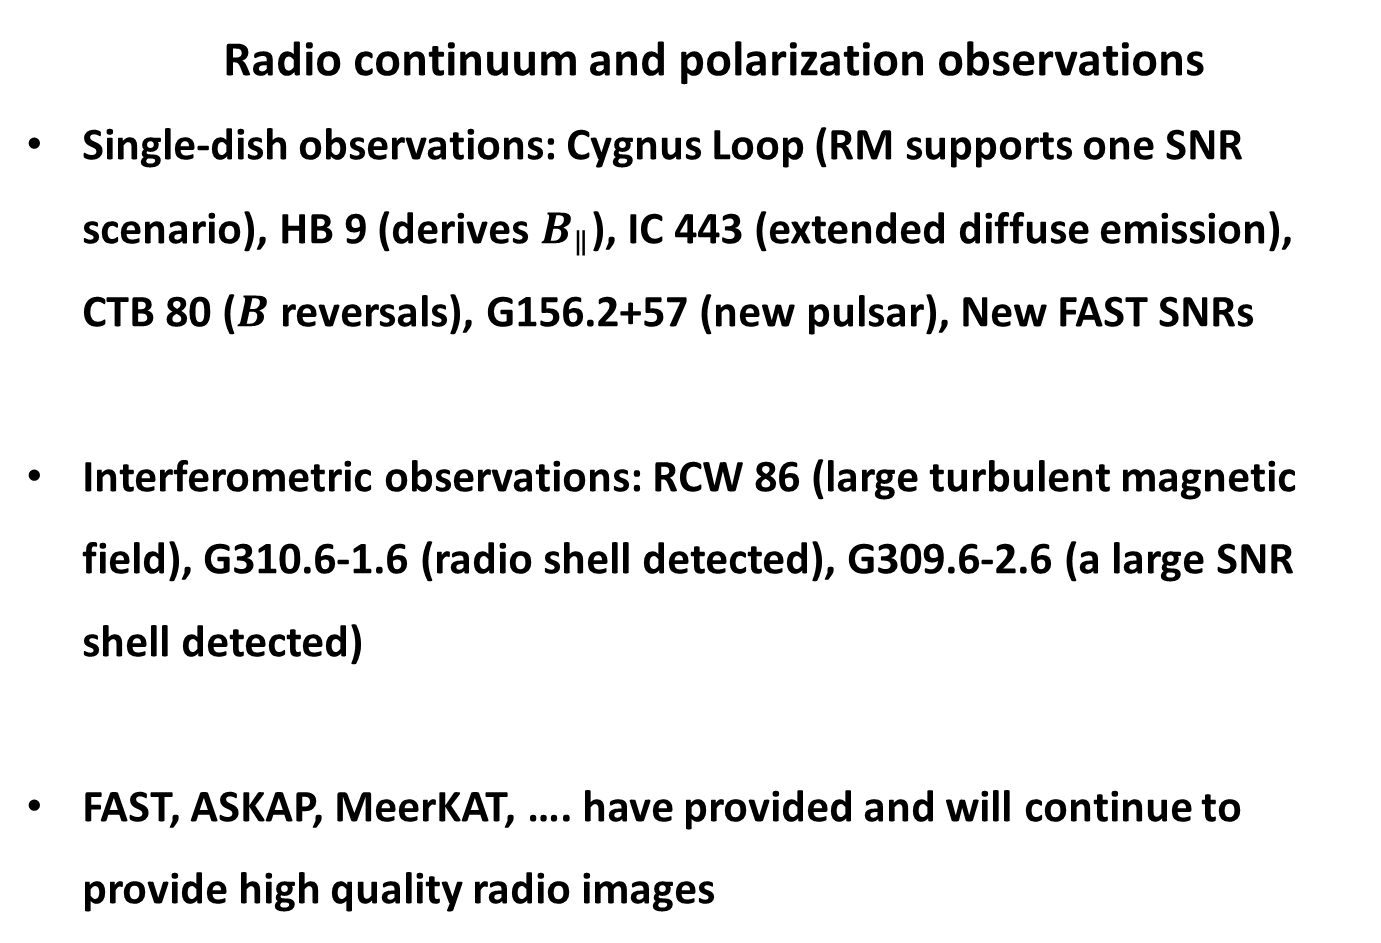 Radio continuum and polarization observations
• Single-dish observations: Cygnus Loop (RM supports one SNR
scenario), HB 9 (derives B∥), IC 443 (extended diffuse emission),
CTB 80 (B reversals), G156.2+57 (new pulsar), New FAST SNRs
• Interferometric observations: RCW 86 (large turbulent magnetic
field), G310.6-1.6 (radio shell detected), G309.6-2.6 (a large SNR
shell detected)
• FAST, ASKAP, MeerKAT, .... have provided and will continue to
provide high quality radio images